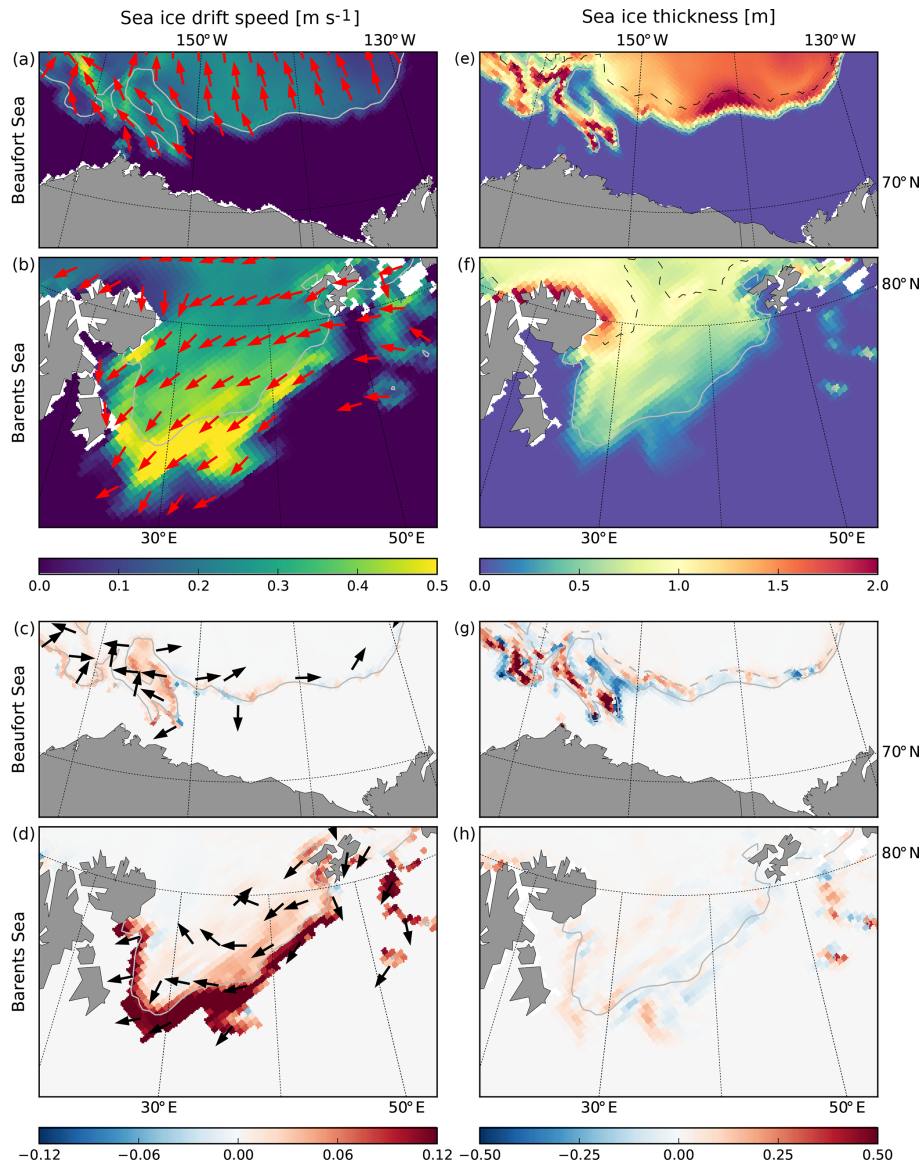 Sea ice drift speed [m s-1] Sea ice thickness [m]
150°W 130°W 150°W 130°W
(a) (e)
Beaufort Sea
70°N
(b) (f)
80°N
Barents Sea
30°E 50°E 30°E 50°E
0.0 0.1 0.2 0.3 0.4 0.5 0.0 0.5 1.0 1.5 2.0
(c) (g)
Beaufort Sea
70°N
(d) (h)
80°N
Barents Sea
30°E 50°E 30°E 50°E
−0.12 −0.06 0.00 0.06 0.12 −0.50 −0.25 0.00 0.25 0.50